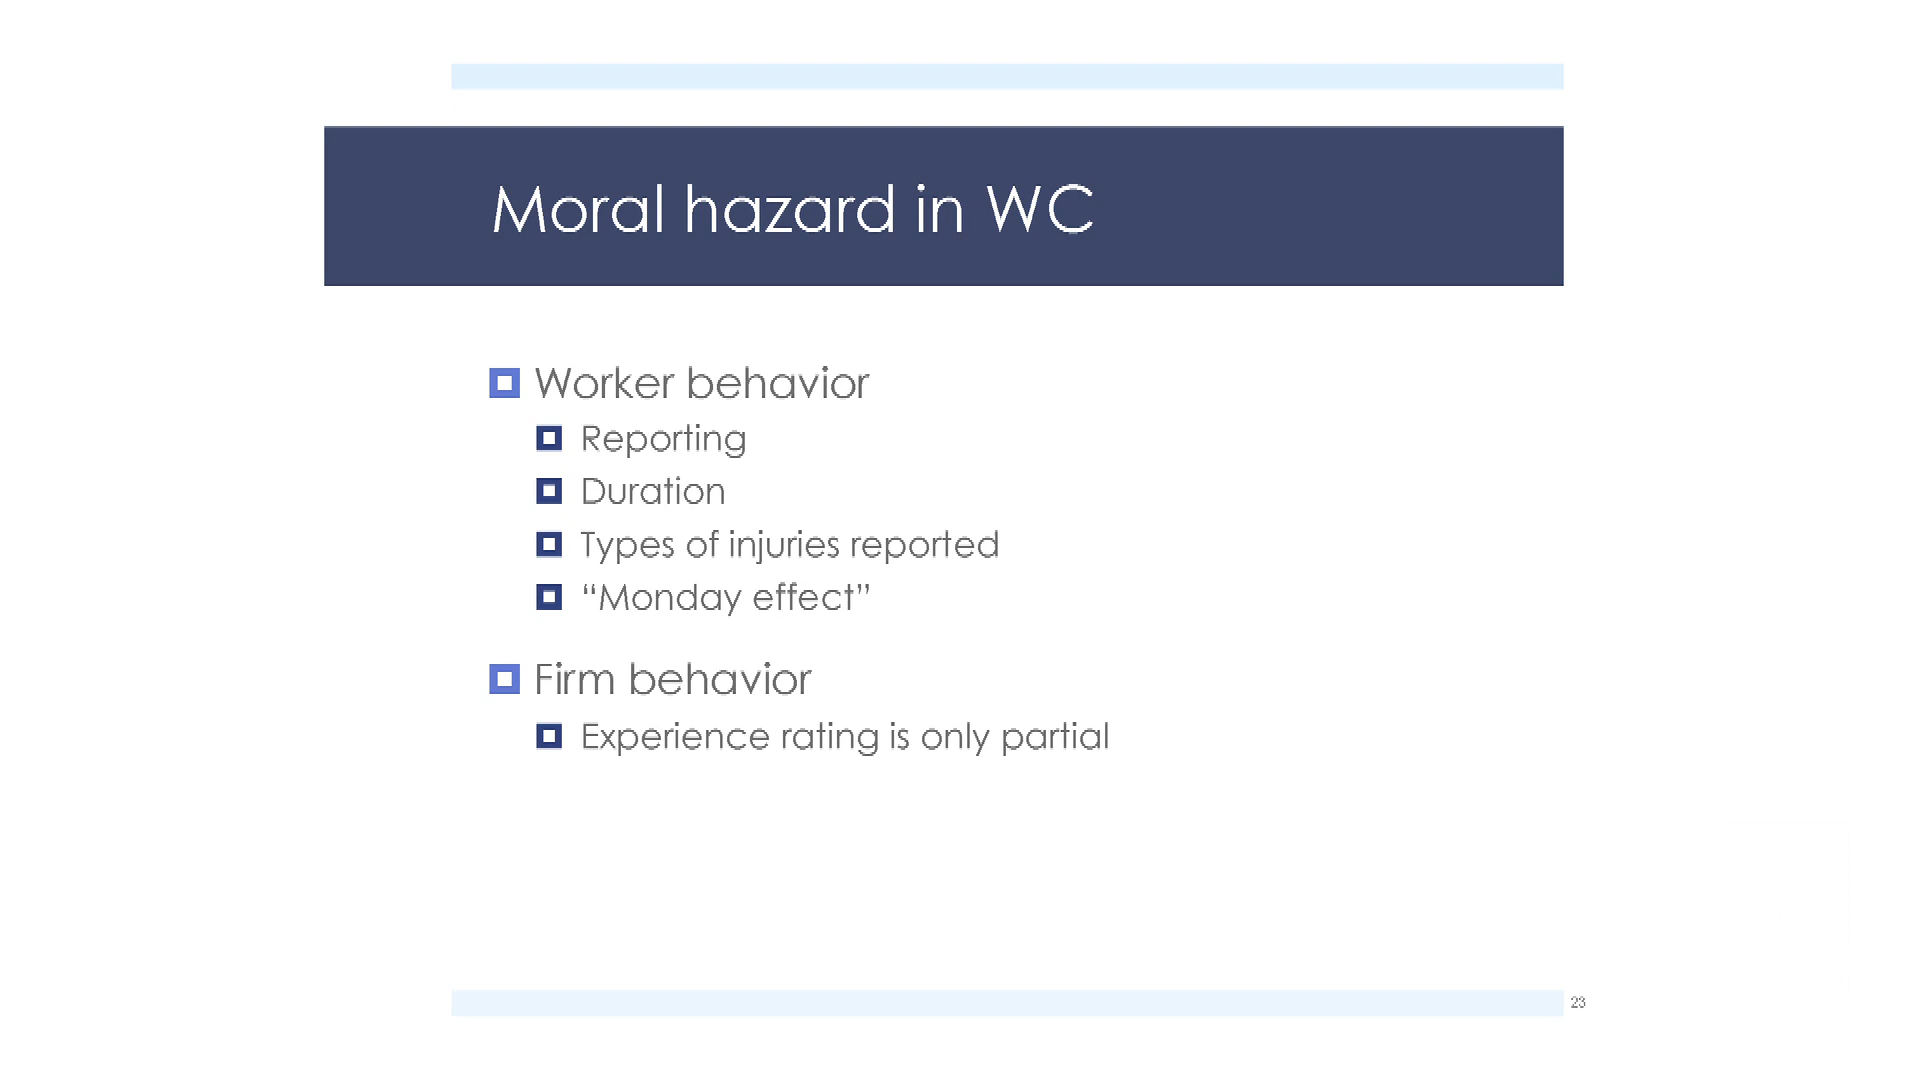 Moral hazard in WC
Worker behavior
Reporting
Duration
Types of injuries reported
“Monday effect”
Firm behavior
Experience rating is only partial
23